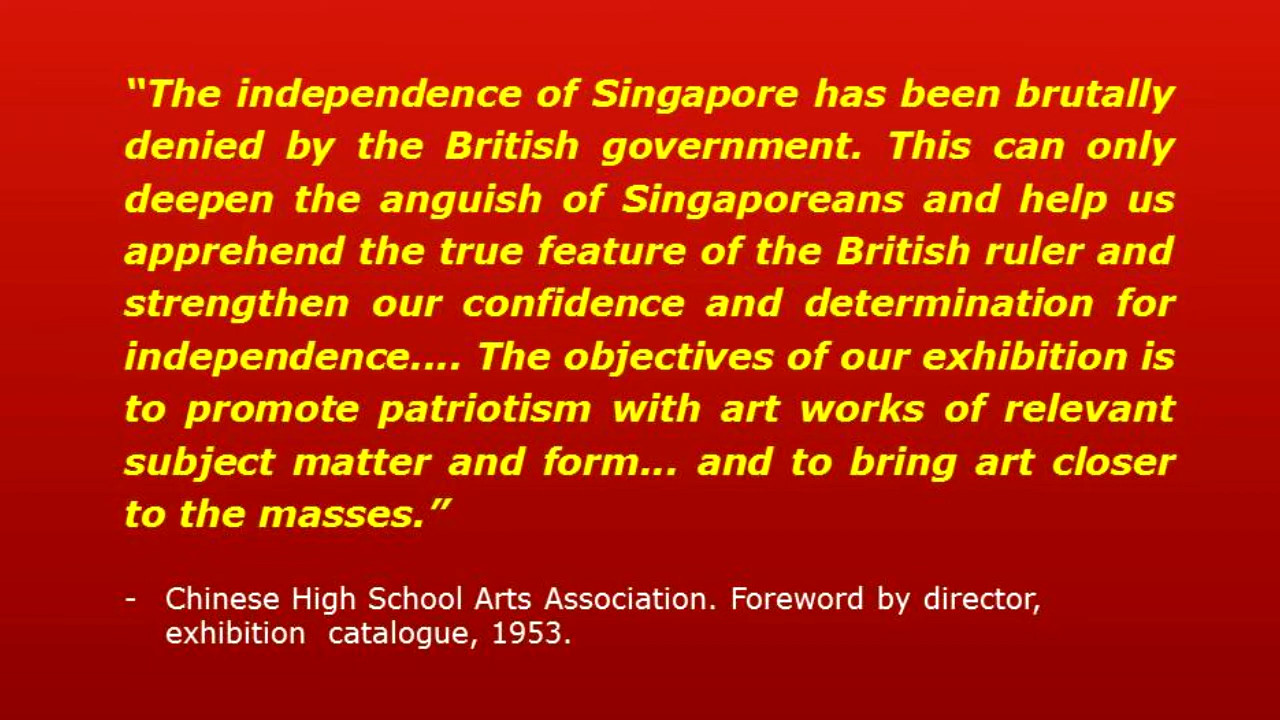 “The independence of Singapore has been brutally
denied by the British government. This can only
deepen the anguish of Singaporeans and help us
apprehend the true feature of the British ruler and
strengthen our confidence and determination for
independence.... The objectives of our exhibition is
to promote patriotism with art works of relevant
subject matter and form... and to bring art closer
to the masses.”
- Chinese High School Arts Association. Foreword by director,
exhibition catalogue, 1953.